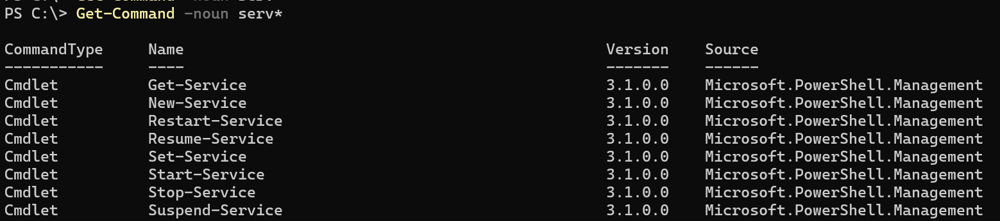 PS C:\> Get-Command -noun serv*
CommandType     Name                                               Version    Source
-----------     ----                                               -------    ------
Cmdlet          Get-Service                                        3.1.0.0    Microsoft.PowerShell.Management
Cmdlet          New-Service                                        3.1.0.0    Microsoft.PowerShell.Management
Cmdlet          Restart-Service                                    3.1.0.0    Microsoft.PowerShell.Management
Cmdlet          Resume-Service                                     3.1.0.0    Microsoft.PowerShell.Management
Cmdlet          Set-Service                                        3.1.0.0    Microsoft.PowerShell.Management
Cmdlet          Start-Service                                      3.1.0.0    Microsoft.PowerShell.Management
Cmdlet          Stop-Service                                       3.1.0.0    Microsoft.PowerShell.Management
Cmdlet          Suspend-Service                                    3.1.0.0    Microsoft.PowerShell.Management